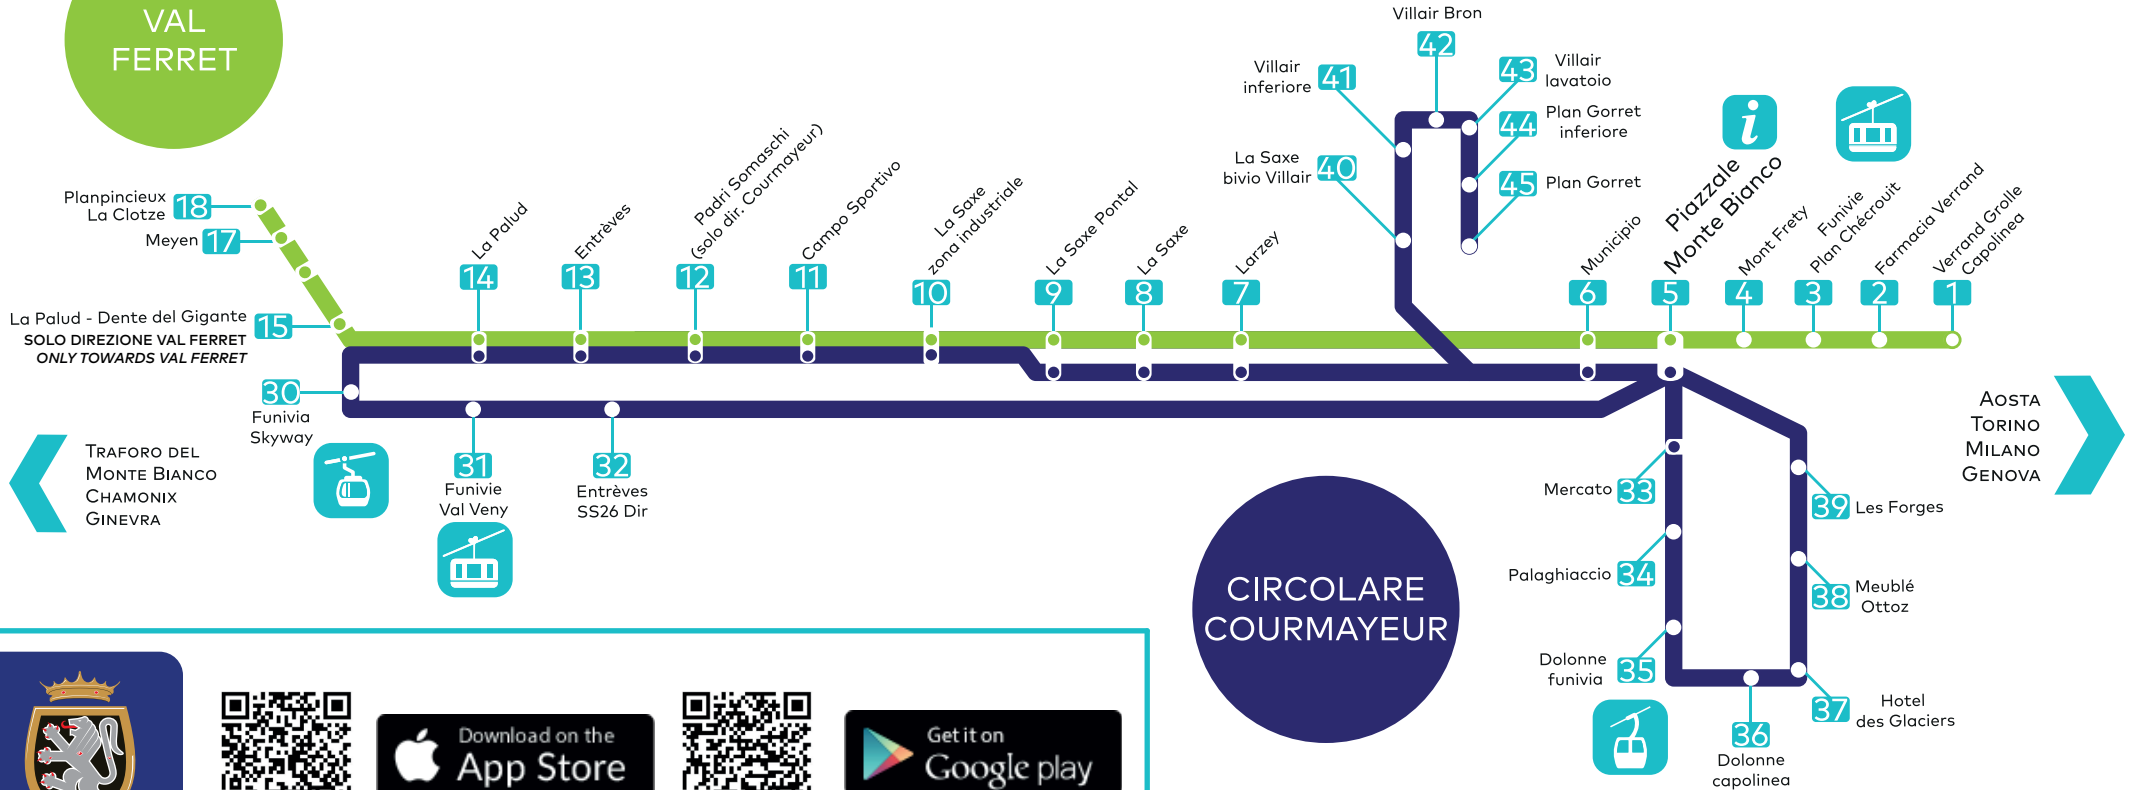 VAL
FERRET
Planpincieux
La Clotze
18
Meyen
17
La Palud - Dente del Gigante
SOLO DIREZIONE VAL FERRET
ONLY TOWARDS VAL FERRET
15
La Palud
14
Entrèves
13
Padri Somaschi
(solo dir. Courmayeur)
12
Campo Sportivo
11
La Saxe
zona industriale
10
La Saxe Pontal
9
La Saxe
8
Larzey
7
Villair Bron
42
Villair
inferiore
41
Villair
lavatoio
43
Plan Gorret
inferiore
44
La Saxe
bivio Villair
40
Plan Gorret
45
Municipio
6
i
Piazzale
Monte Bianco
5
Mont Frety
4
Funivie
Plan Chécrouit
3
Farmacia Verrand
2
Verrand Grolle
Capolinea
1
30
Funivia
Skyway
31
Funivie
Val Veny
32
Entrèves
SS26 Dir
TRAFORO DEL
MONTE BIANCO
CHAMONIX
GINEVRA
AOSTA
TORINO
MILANO
GENOVA
Mercato
33
Palaghiaccio
34
Dolonne
funivia
35
36
Dolonne
capolinea
37
Hotel
des Glaciers
38
Meublé
Ottoz
39
Les Forges
CIRCOLARE
COURMAYEUR
Download on the
App Store
Get it on
Google play